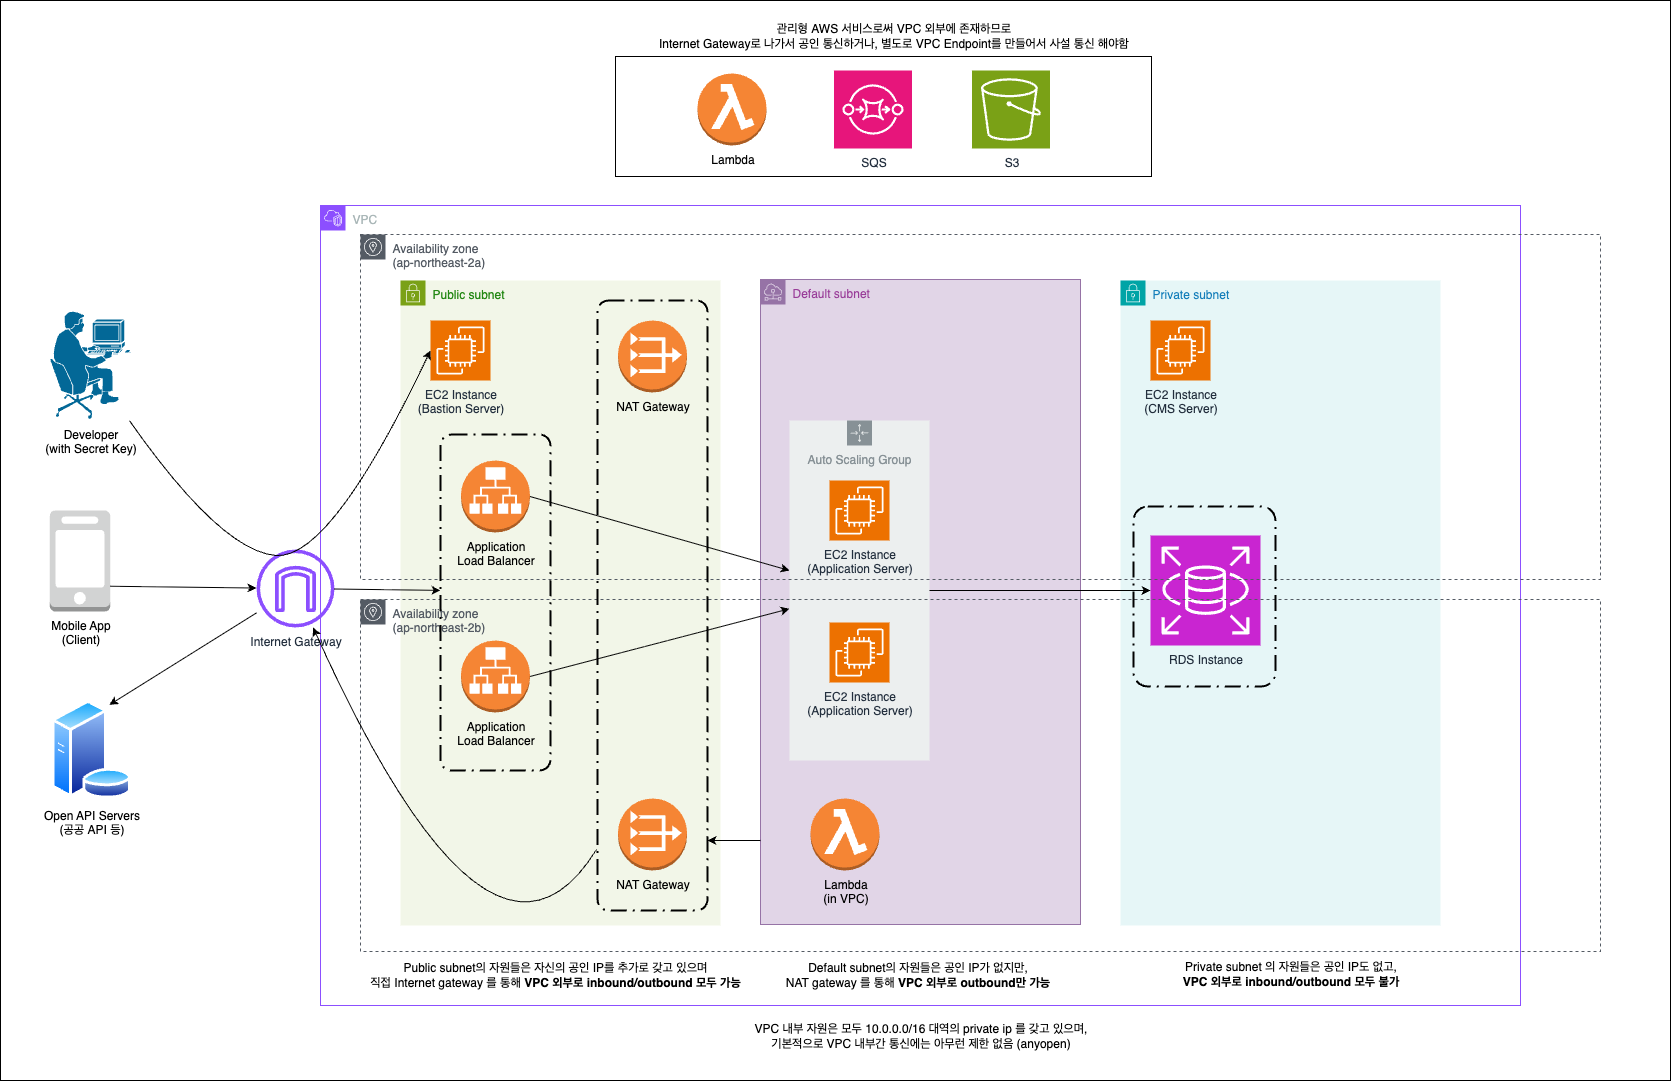 관리형 AWS 서비스로써 VPC 외부에 존재하므로
Internet Gateway로 나가서 공인 통신하거나, 별도로 VPC Endpoint를 만들어서 사설 통신 해야함
Lambda
SQS
S3
VPC
Availability zone
(ap-northeast-2a)
Public subnet
EC2 Instance
(Bastion Server)
NAT Gateway
Application
Load Balancer
Default subnet
Auto Scaling Group
EC2 Instance
(Application Server)
Private subnet
EC2 Instance
(CMS Server)
Developer
(with Secret Key)
Mobile App
(Client)
Internet Gateway
Open API Servers
(공공 API 등)
Availability zone
(ap-northeast-2b)
Application
Load Balancer
NAT Gateway
EC2 Instance
(Application Server)
Lambda
(in VPC)
RDS Instance
Public subnet의 자원들은 자신의 공인 IP를 추가로 갖고 있으며
직접 Internet gateway 를 통해 VPC 외부로 inbound/outbound 모두 가능
Default subnet의 자원들은 공인 IP가 없지만,
NAT gateway 를 통해 VPC 외부로 outbound만 가능
Private subnet 의 자원들은 공인 IP도 없고,
VPC 외부로 inbound/outbound 모두 불가
VPC 내부 자원은 모두 10.0.0.0/16 대역의 private ip 를 갖고 있으며,
기본적으로 VPC 내부간 통신에는 아무런 제한 없음 (anyopen)